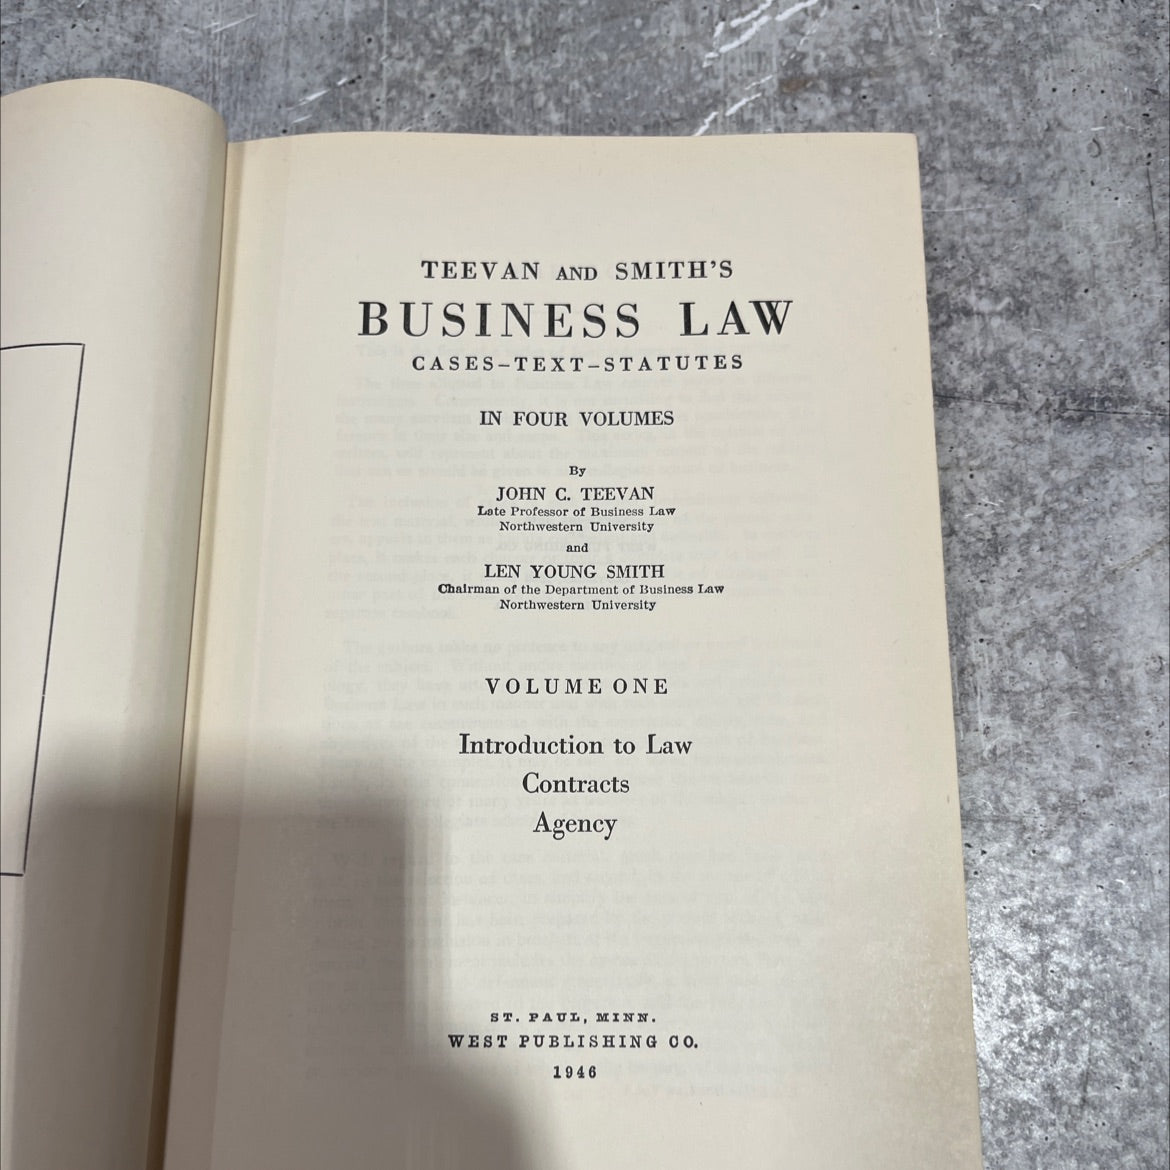 TEEVAN AND SMITH'S
BUSINESS LAW
CASES–TEXT–STATUTES
IN FOUR VOLUMES
By
JOHN C. TEEVAN
Late Professor of Business Law
Northwestern University
and
LEN YOUNG SMITH
Chairman of the Department of Business Law
Northwestern University
VOLUME ONE
Introduction to Law
Contracts
Agency
ST. PAUL, MINN.
WEST PUBLISHING CO.
1946